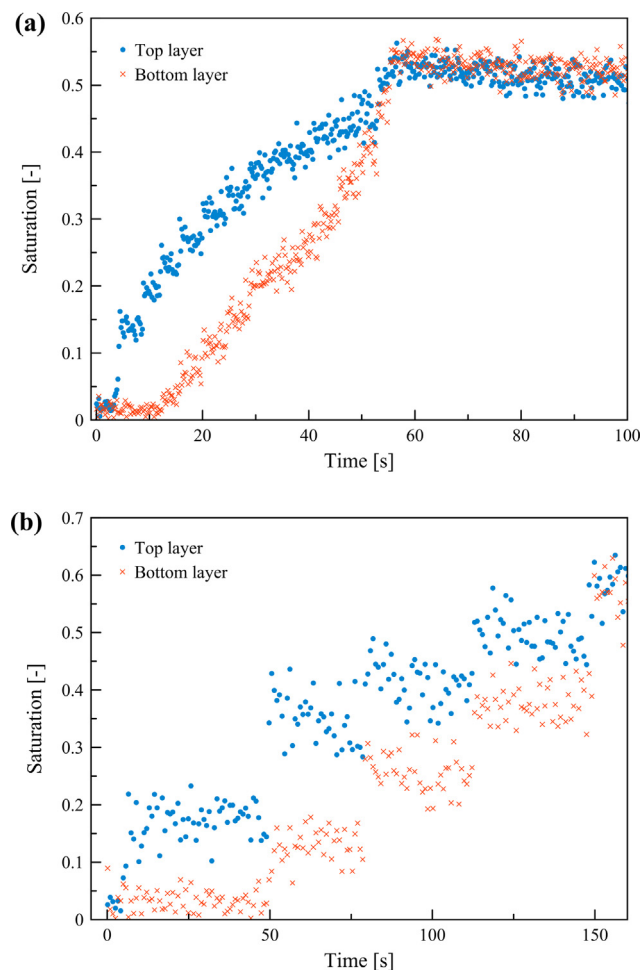 (a)
0.6
0.5
0.4
0.3
0.2
0.1
0
Saturation [-]
Top layer
Bottom layer
0 20 40 60 80 100
Time [s]
(b)
0.7
0.6
0.5
0.4
0.3
0.2
0.1
0
Saturation [-]
Top layer
Bottom layer
0 50 100 150
Time [s]